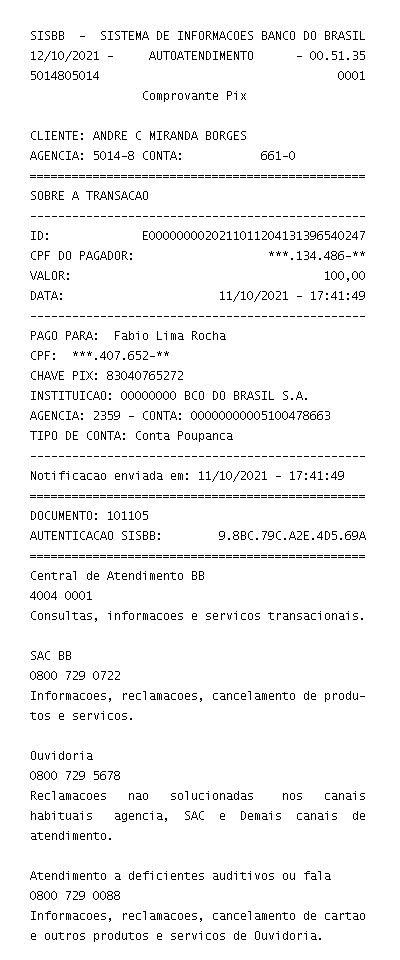 SISBB - SISTEMA DE INFORMACOES BANCO DO BRASIL
12/10/2021 - AUTOATENDIMENTO - 00.51.35
5014805014 0001
Comprovante Pix
CLIENTE: ANDRE C MIRANDA BORGES
AGENCIA: 5014-8 CONTA: 661-0
================================================
SOBRE A TRANSACAO
------------------------------------------------
ID: E0000000020211011204131396540247
CPF DO PAGADOR: ***.134.486-**
VALOR: 100,00
DATA: 11/10/2021 - 17:41:49
------------------------------------------------
PAGO PARA: Fabio Lima Rocha
CPF: ***.407.652-**
CHAVE PIX: 83040765272
INSTITUICAO: 00000000 BCO DO BRASIL S.A.
AGENCIA: 2359 - CONTA: 00000000005100478663
TIPO DE CONTA: Conta Poupanca
------------------------------------------------
Notificacao enviada em: 11/10/2021 - 17:41:49
================================================
DOCUMENTO: 101105
AUTENTICACAO SISBB: 9.8BC.79C.A2E.4D5.69A
================================================
Central de Atendimento BB
4004 0001
Consultas, informacoes e servicos transacionais.
SAC BB
0800 729 0722
Informacoes, reclamacoes, cancelamento de produ-
tos e servicos.
Ouvidoria
0800 729 5678
Reclamacoes nao solucionadas nos canais
habituais agencia, SAC e Demais canais de
atendimento.
Atendimento a deficientes auditivos ou fala
0800 729 0088
Informacoes, reclamacoes, cancelamento de cartao
e outros produtos e servicos de Ouvidoria.